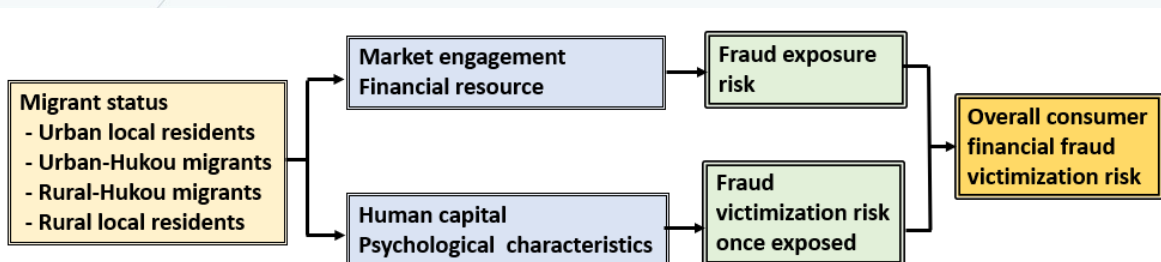 Migrant status
- Urban local residents
- Urban-Hukou migrants
- Rural-Hukou migrants
- Rural local residents
Market engagement
Financial resource
Human capital
Psychological characteristics
Fraud exposure
risk
Fraud
victimization risk
once exposed
Overall consumer
financial fraud
victimization risk